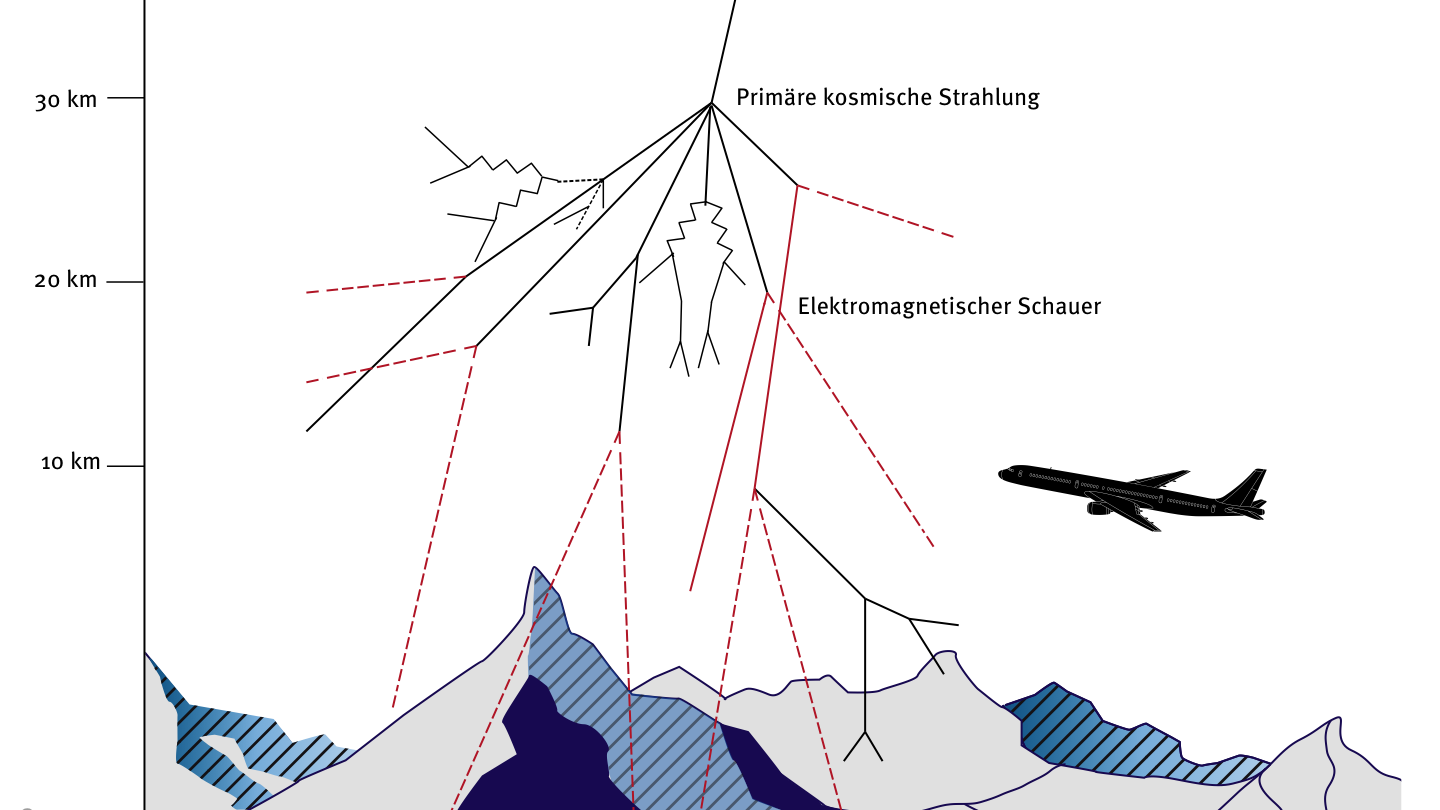 30 km
Primäre kosmische Strahlung
20 km
Elektromagnetischer Schauer
10 km